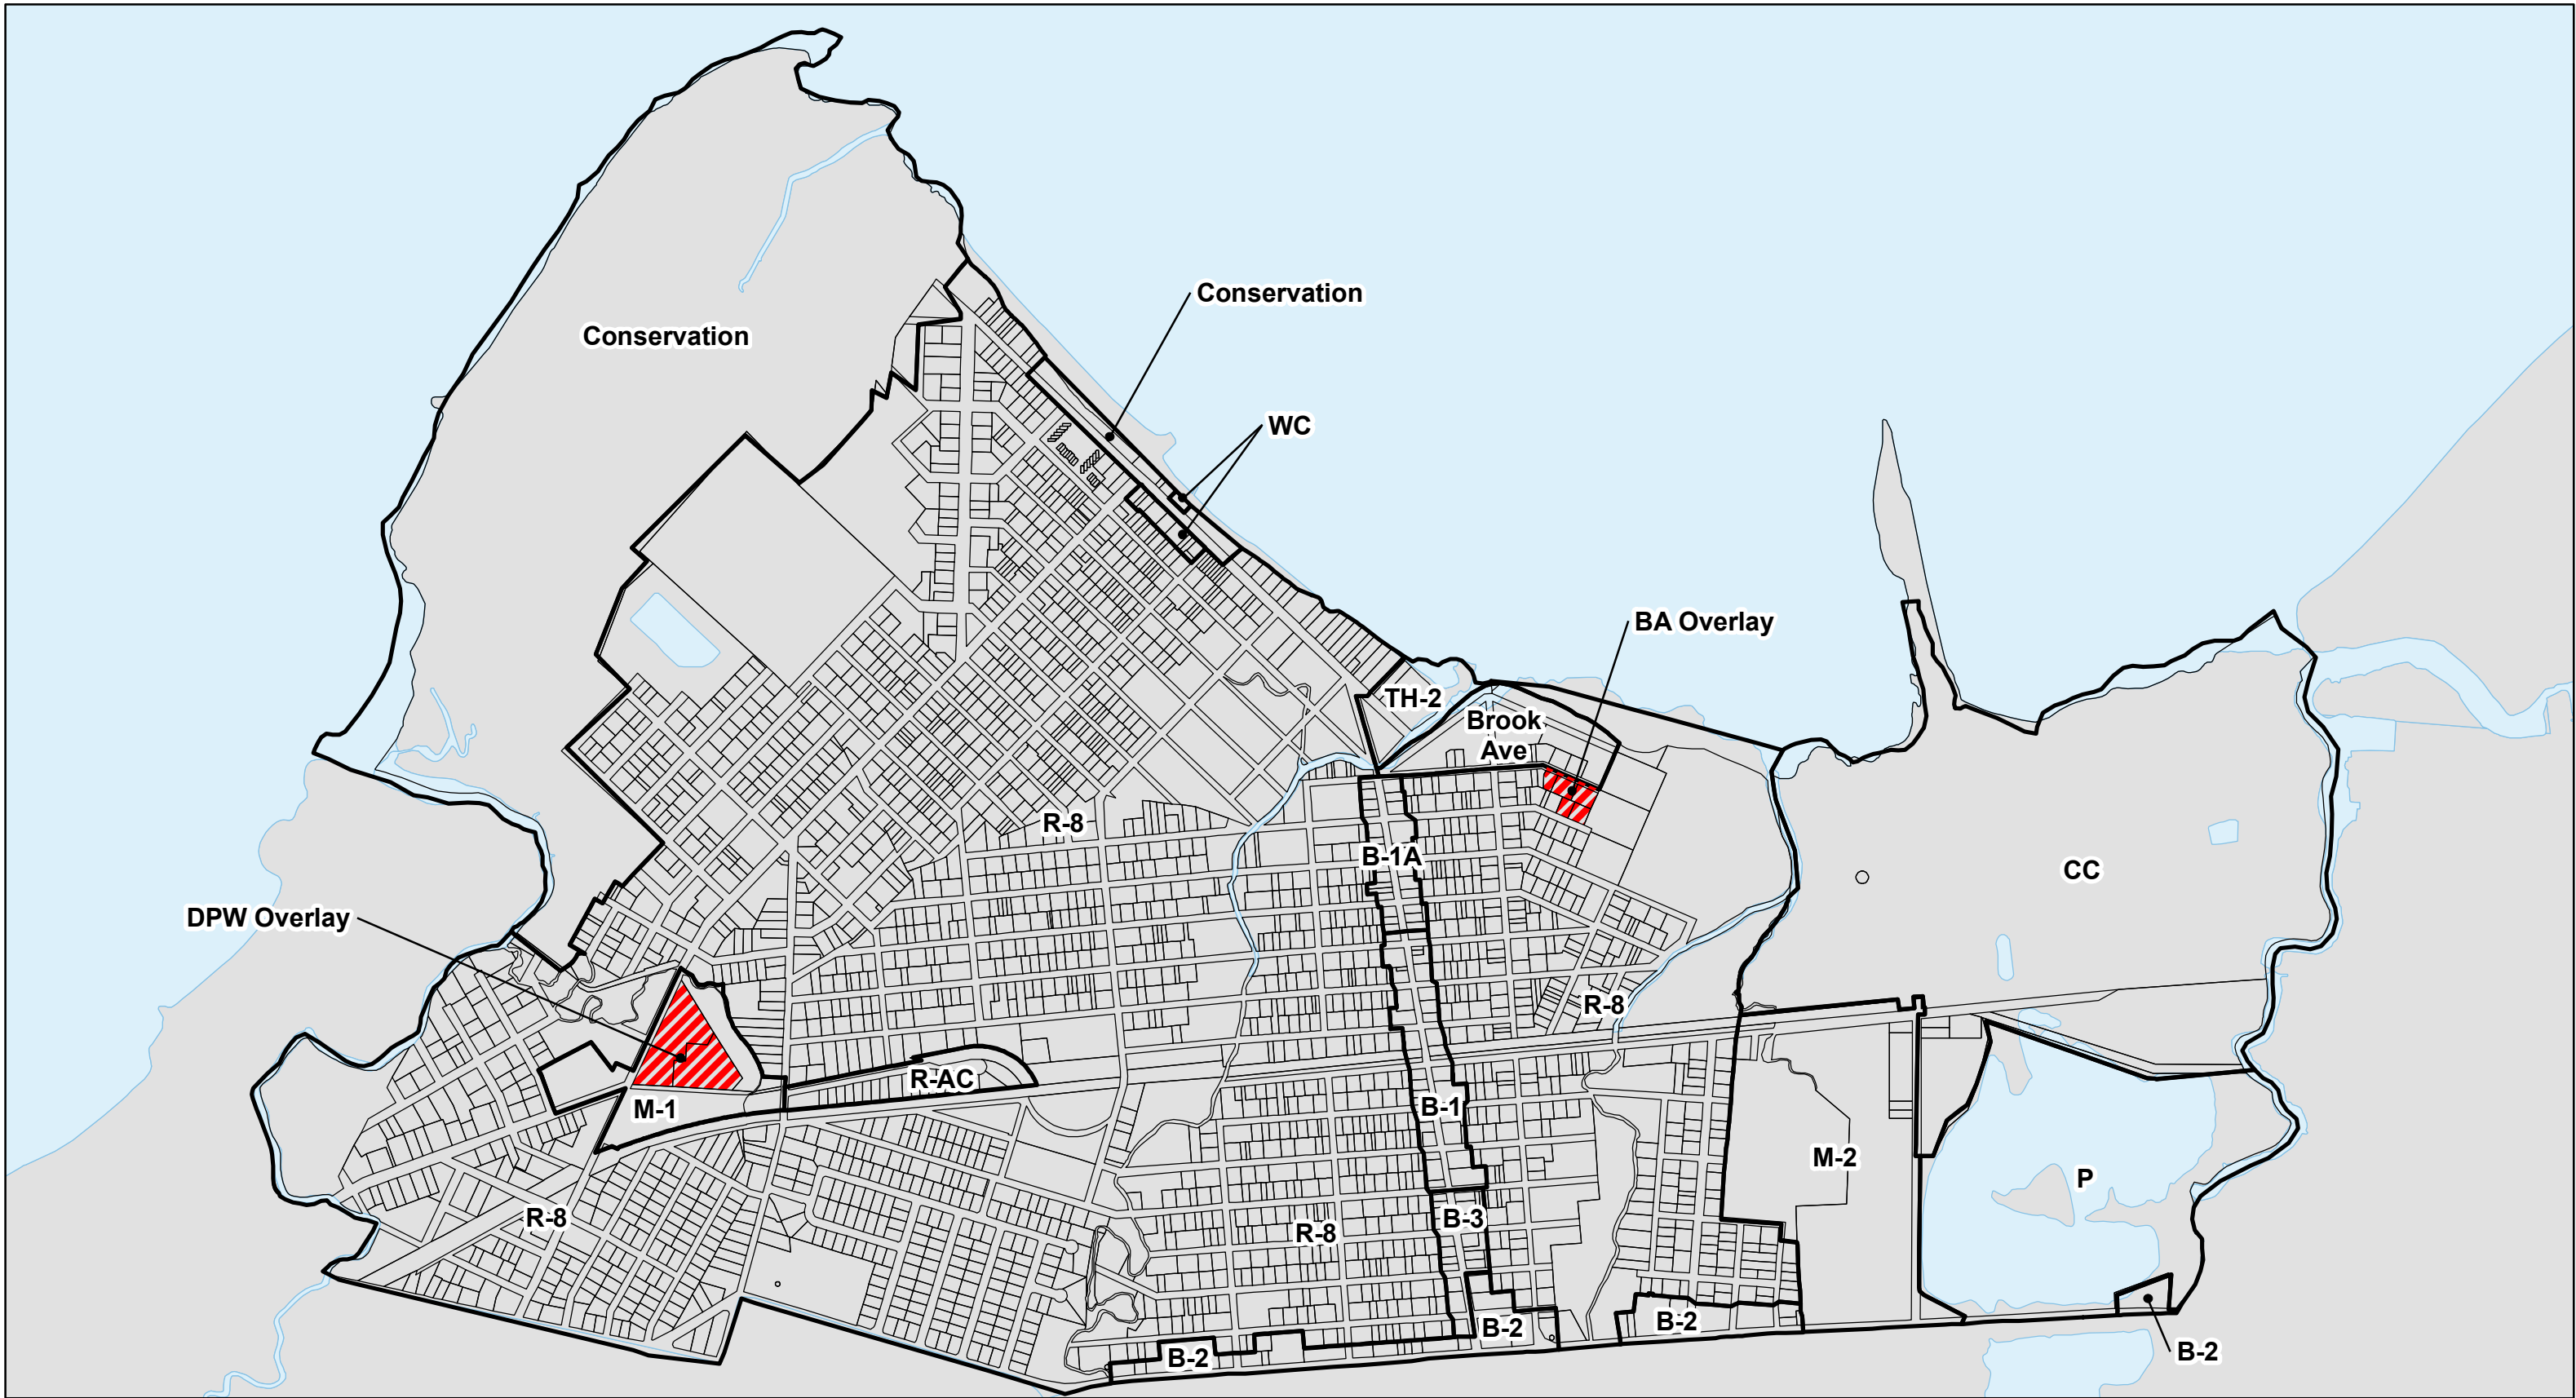 Conservation
Conservation
WC
BA Overlay
TH-2
Brook
Ave
R-8
B-1A
CC
DPW Overlay
R-8
R-AC
M-1
B-1
M-2
P
R-8
B-3
R-8
B-2
B-2
B-2
B-2